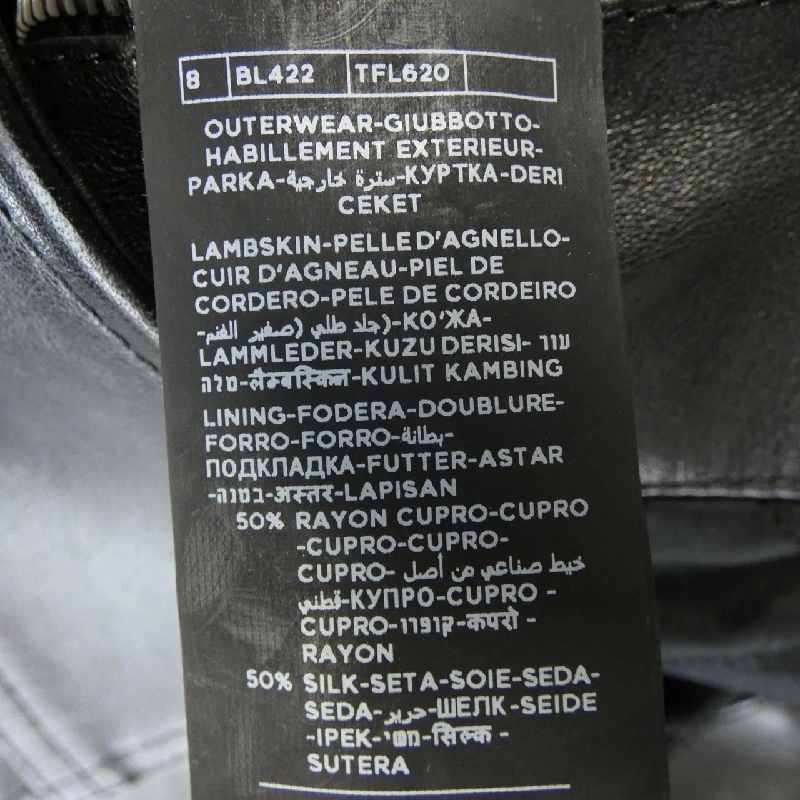 8 BL422 TFL620
OUTERWEAR-GIUBBOTTO-
HABILLEMENT EXTERIEUR-
PARKA-سترة خارجية-КУРТКА-DERI
CEKET
LAMBSKIN-PELLE D'AGNELLO-
CUIR D'AGNEAU-PIEL DE
CORDERO-PELE DE CORDEIRO
-جلد طلي (صغير الغنم)-КО'ЖА-
LAMMLEDER-KUZU DERISI- עור
טלה-लैम्बस्किन-KULIT KAMBING
LINING-FODERA-DOUBLURE-
FORRO-FORRO-بطانة-
ПОДКЛАДКА-FUTTER-ASTAR
-בטנה-अस्तर-LAPISAN
50% RAYON CUPRO-CUPRO
-CUPRO-CUPRO-
CUPRO- خيط صناعي من أصل
قطني-КУПРО-CUPRO -
CUPRO-קופרו-कपरो -
RAYON
50% SILK-SETA-SOIE-SEDA-
SEDA-حرير-ШЕЛК-SEIDE
-IPEK-משי-सिल्क -
SUTERA